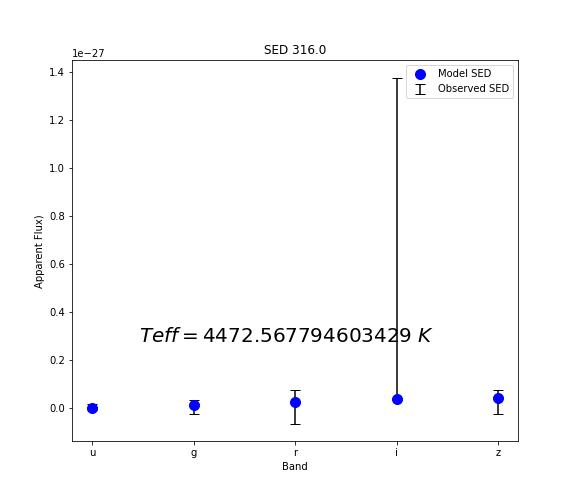 SED 316.0
1e−27
Model SED
Observed SED
1.4
1.2
1.0
0.8
0.6
0.4
0.2
0.0
Apparent Flux)
Teff = 4472.567794603429 K
u g r i z
Band